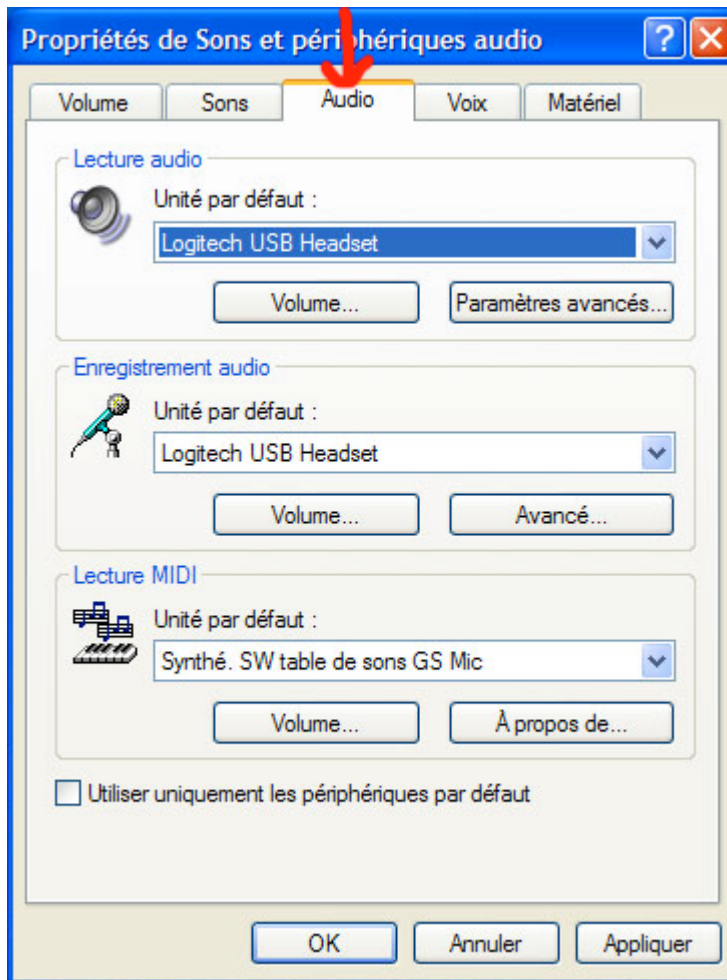 Propriétés de Sons et périphériques audio
Volume Sons Audio Voix Matériel
Lecture audio
Unité par défaut :
Logitech USB Headset
Volume... Paramètres avancés...
Enregistrement audio
Unité par défaut :
Logitech USB Headset
Volume... Avancé...
Lecture MIDI
Unité par défaut :
Synthé. SW table de sons GS Mic
Volume... À propos de...
Utiliser uniquement les périphériques par défaut
OK Annuler Appliquer